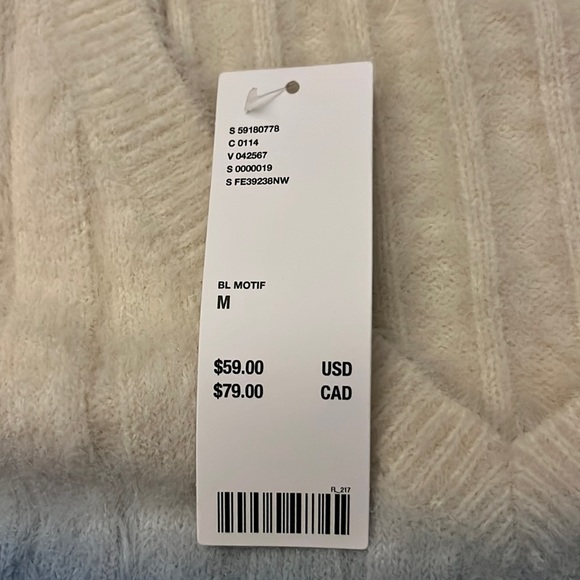 S 59180778
C 0114
V 042567
S 0000019
S FE39238NW
BL MOTIF
M
$59.00 USD
$79.00 CAD
FL_217